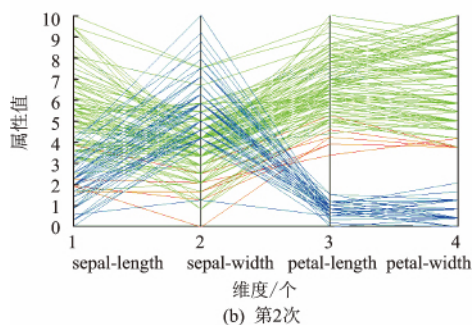 10
9
8
7
6
5
4
3
2
1
0
属性值
1 2 3 4
sepal-length sepal-width petal-length petal-width
维度/个
(b) 第2次